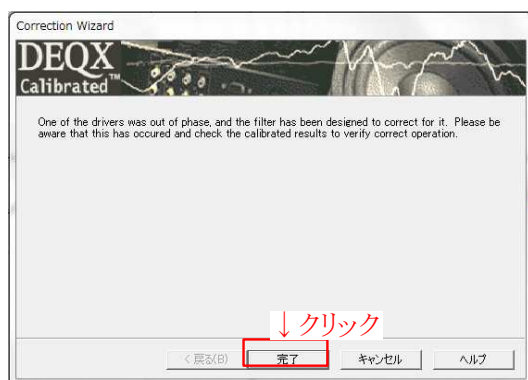 Correction Wizard
DEQX
Calibrated™
One of the drivers was out of phase, and the filter has been designed to correct for it. Please be
aware that this has occured and check the calibrated results to verify correct operation.
↓クリック
< 戻る(B) 完了 キャンセル ヘルプ